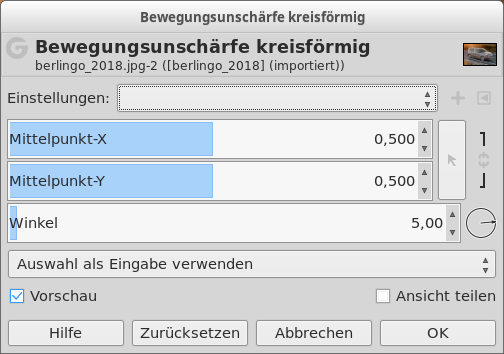 Bewegungsunschärfe kreisförmig
Bewegungsunschärfe kreisförmig
berlingo_2018.jpg-2 ([berlingo_2018] (importiert))
Einstellungen:
Mittelpunkt-X 0,500
Mittelpunkt-Y 0,500
Winkel 5,00
Auswahl als Eingabe verwenden
Vorschau Ansicht teilen
Hilfe Zurücksetzen Abbrechen OK